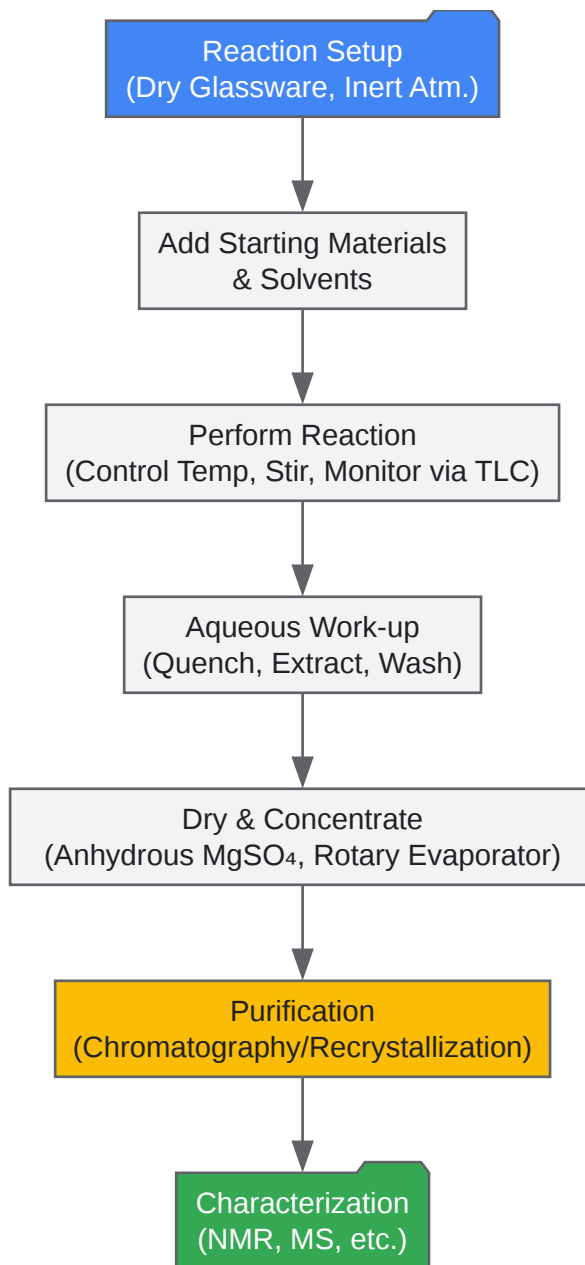 Reaction Setup
(Dry Glassware, Inert Atm.)
Add Starting Materials
& Solvents
Perform Reaction
(Control Temp, Stir, Monitor via TLC)
Aqueous Work-up
(Quench, Extract, Wash)
Dry & Concentrate
(Anhydrous MgSO₄, Rotary Evaporator)
Purification
(Chromatography/Recrystallization)
Characterization
(NMR, MS, etc.)